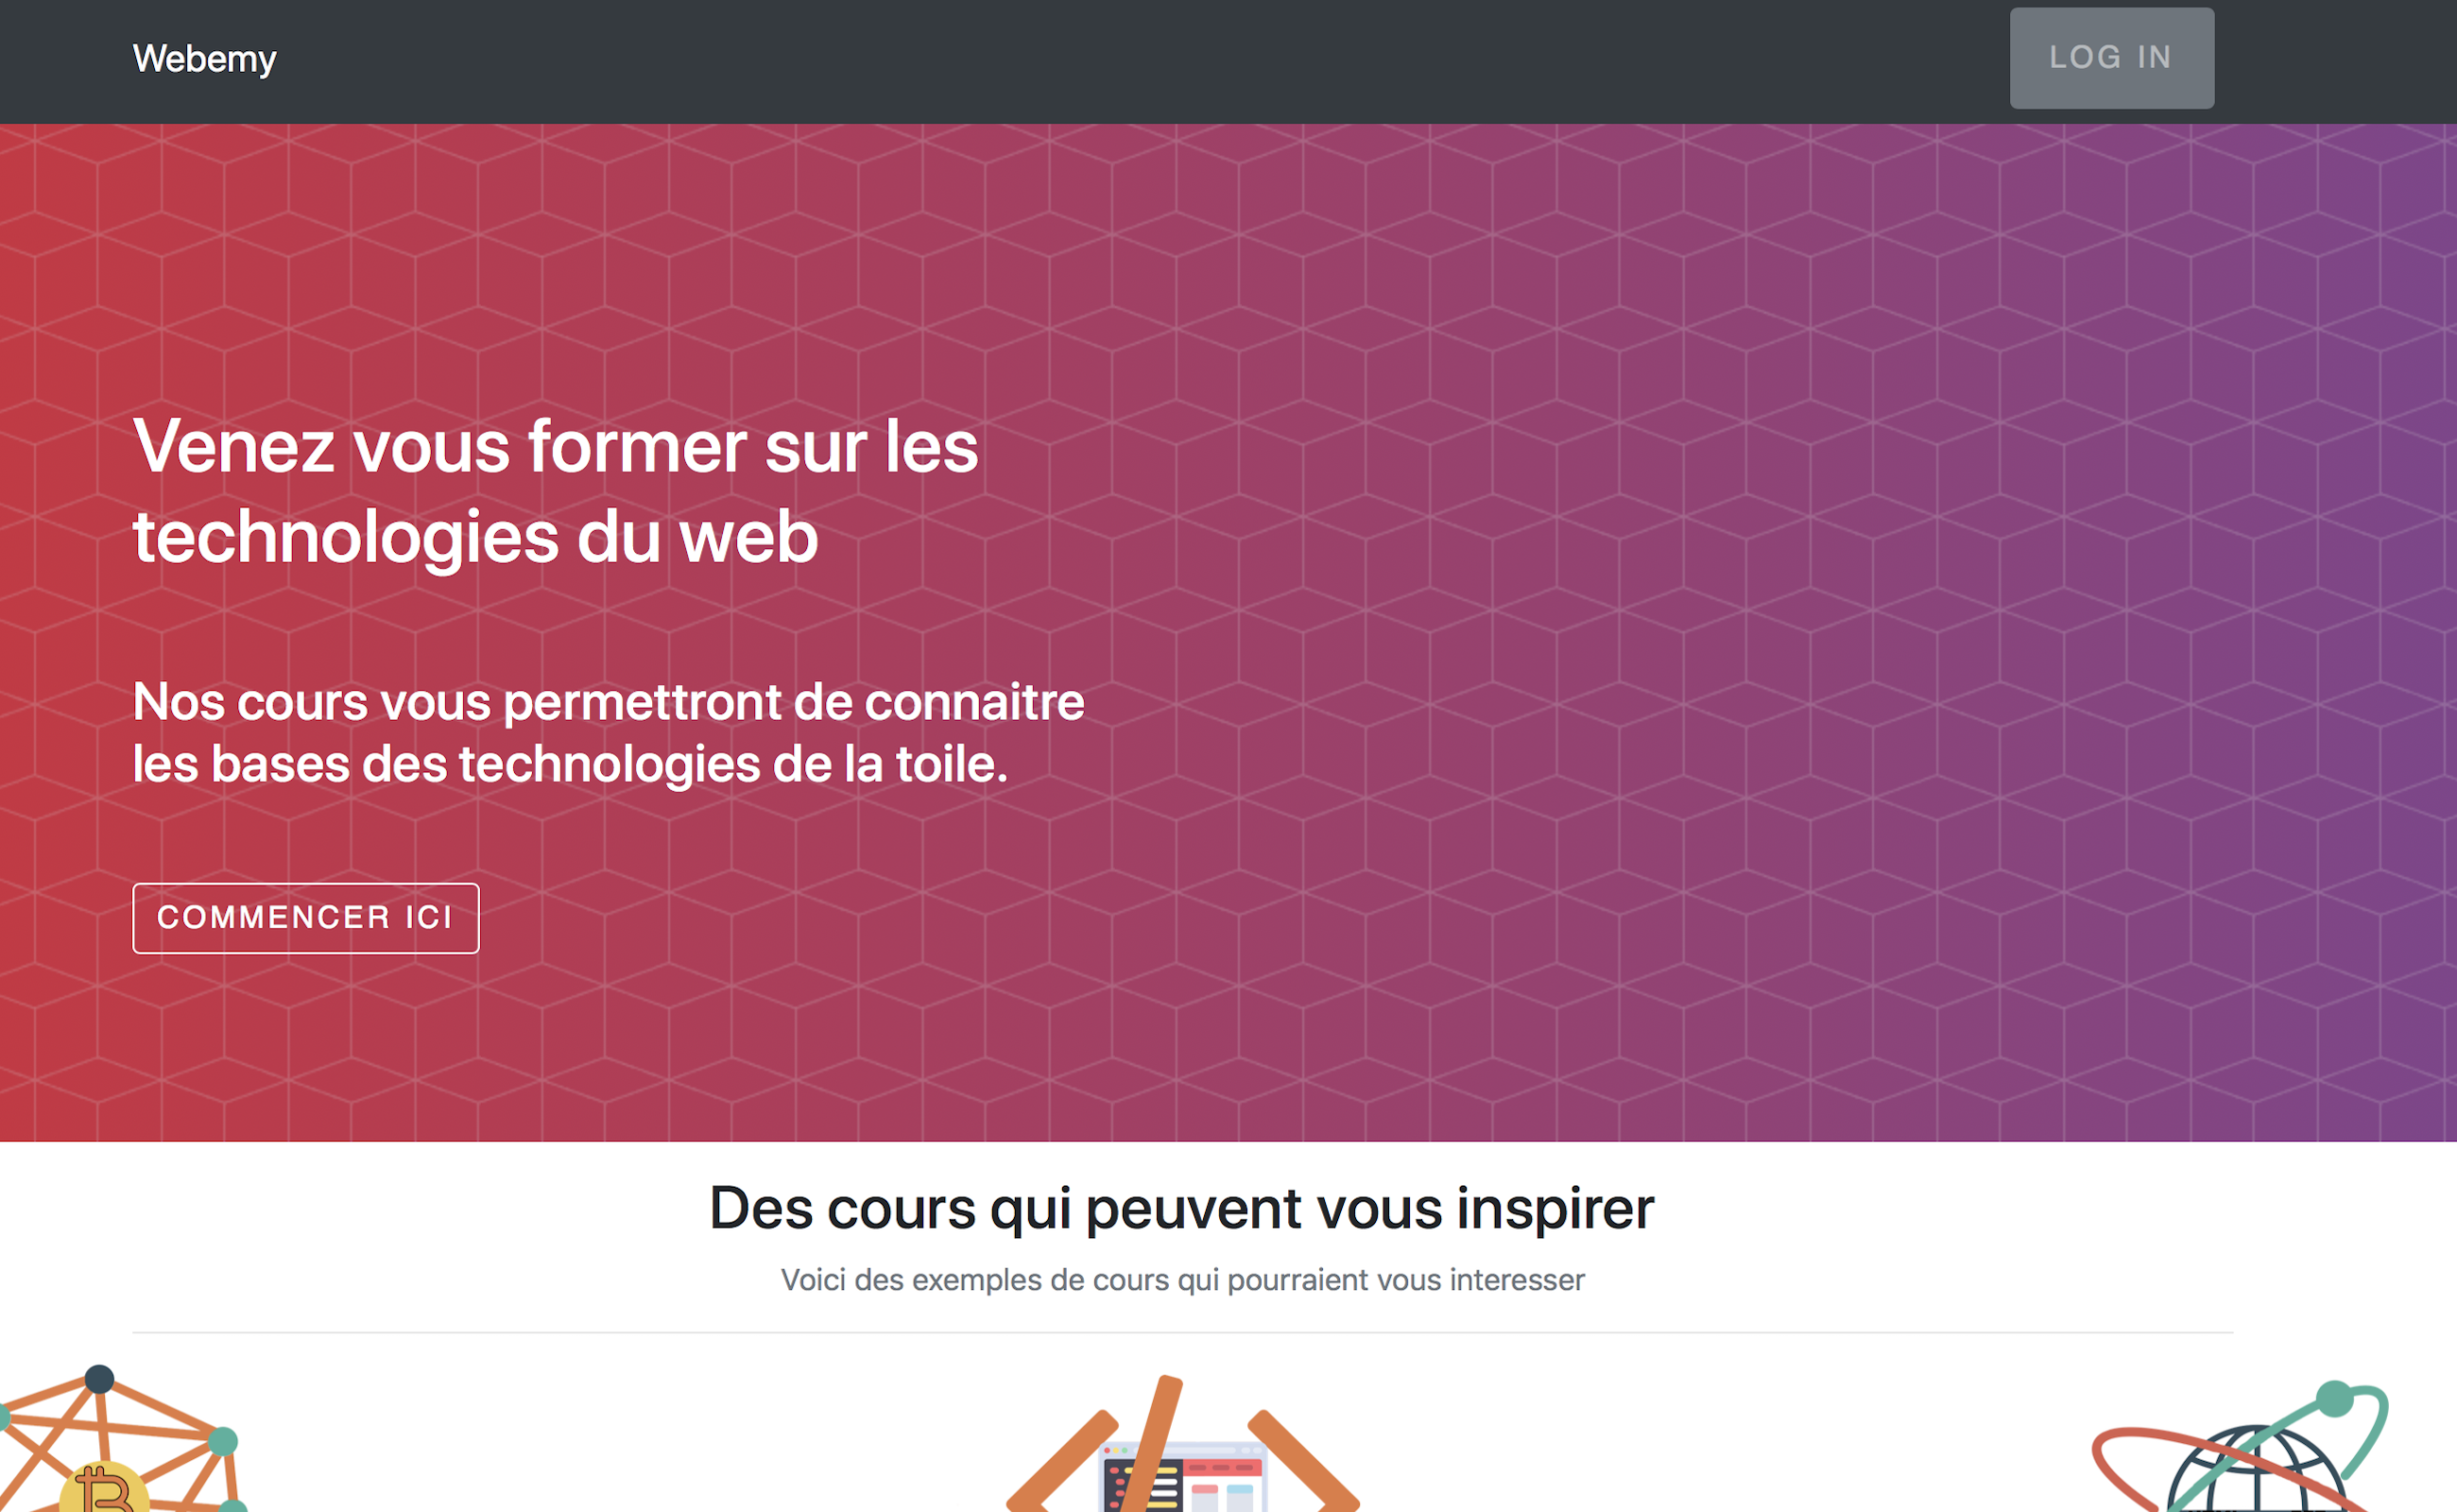 Webemy
LOG IN
Venez vous former sur les
technologies du web
Nos cours vous permettront de connaitre
les bases des technologies de la toile.
COMMENCER ICI
Des cours qui peuvent vous inspirer
Voici des exemples de cours qui pourraient vous interesser